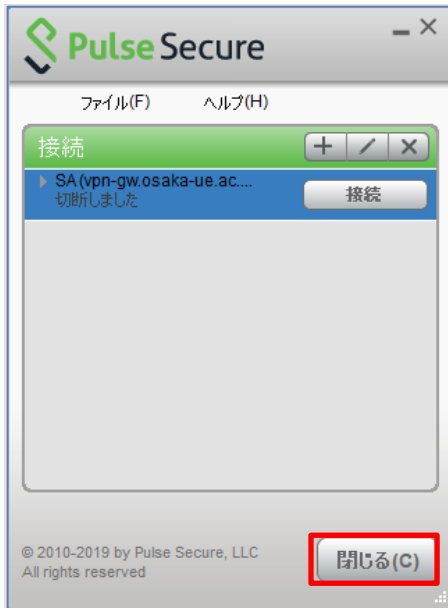 Pulse Secure
ファイル(F) ヘルプ(H)
接続
SA(vpn-gw.osaka-ue.ac....
切断しました
接続
© 2010-2019 by Pulse Secure, LLC
All rights reserved
閉じる(C)